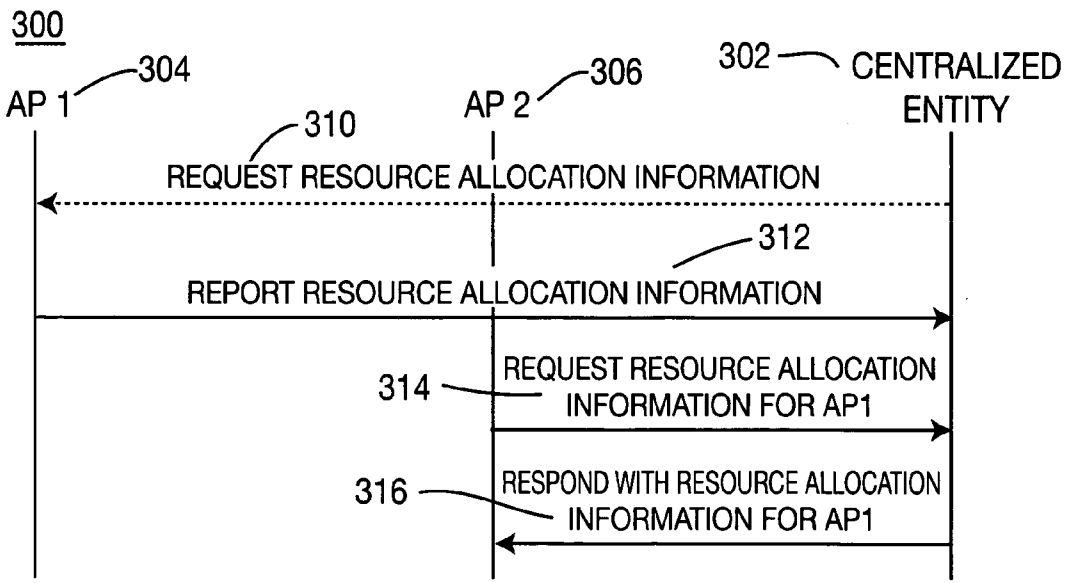 300
304
306
302
CENTRALIZED
ENTITY
AP 1
AP 2
310
REQUEST RESOURCE ALLOCATION INFORMATION
312
REPORT RESOURCE ALLOCATION INFORMATION
314
REQUEST RESOURCE ALLOCATION
INFORMATION FOR AP1
316
RESPOND WITH RESOURCE ALLOCATION
INFORMATION FOR AP1